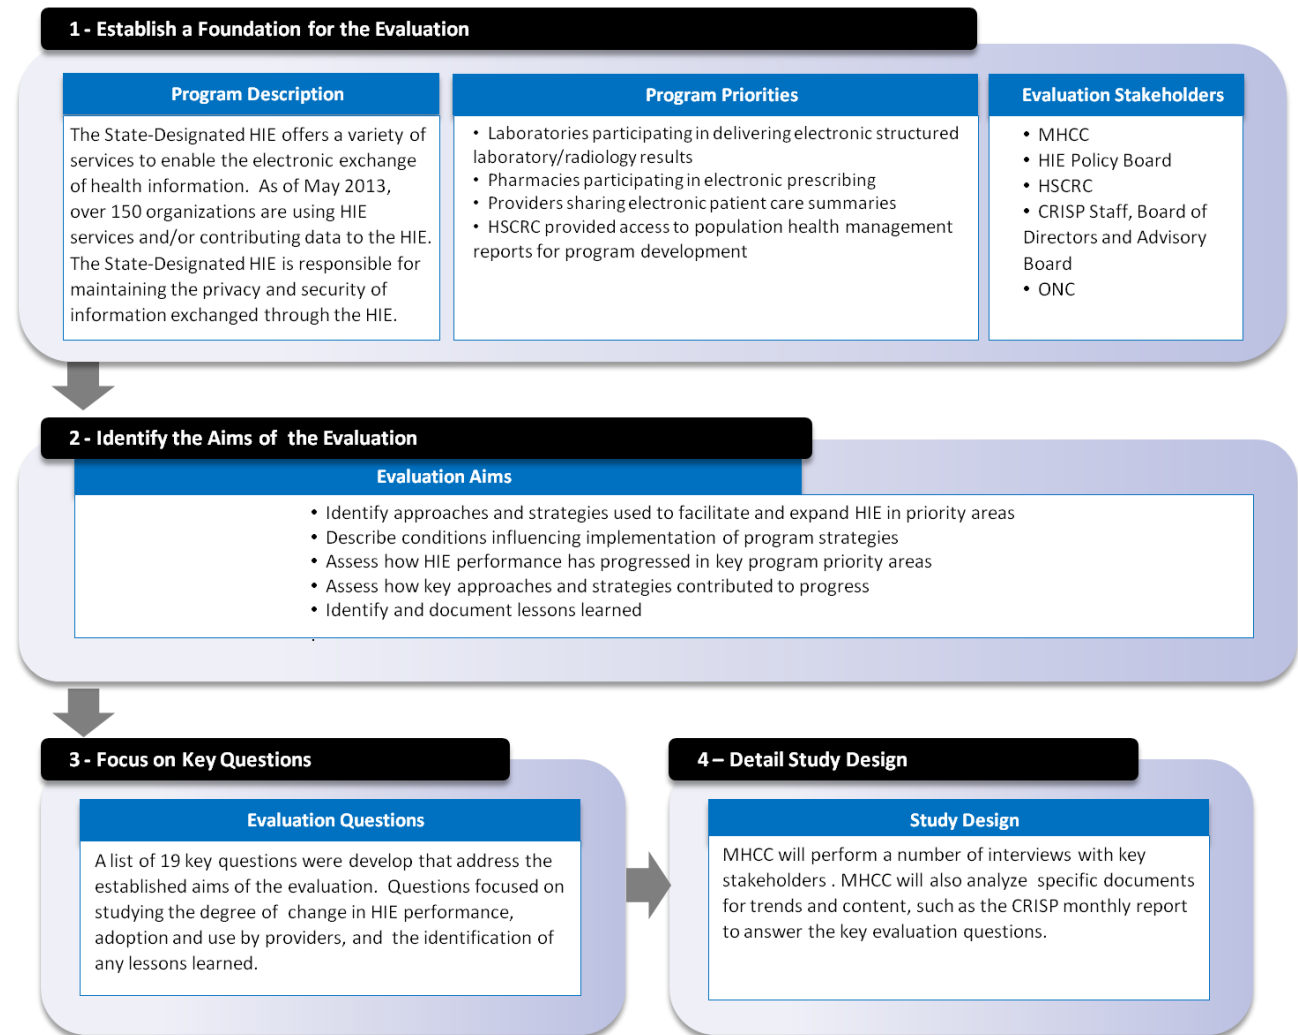 1 - Establish a Foundation for the Evaluation
Program Description
The State-Designated HIE offers a variety of
services to enable the electronic exchange
of health information. As of May 2013,
over 150 organizations are using HIE
services and/or contributing data to the HIE.
The State-Designated HIE is responsible for
maintaining the privacy and security of
information exchanged through the HIE.
Program Priorities
• Laboratories participating in delivering electronic structured
laboratory/radiology results
• Pharmacies participating in electronic prescribing
• Providers sharing electronic patient care summaries
• HSCRC provided access to population health management
reports for program development
Evaluation Stakeholders
• MHCC
• HIE Policy Board
• HSCRC
• CRISP Staff, Board of
Directors and Advisory
Board
• ONC
2 - Identify the Aims of the Evaluation
Evaluation Aims
• Identify approaches and strategies used to facilitate and expand HIE in priority areas
• Describe conditions influencing implementation of program strategies
• Assess how HIE performance has progressed in key program priority areas
• Assess how key approaches and strategies contributed to progress
• Identify and document lessons learned
.
3 - Focus on Key Questions
Evaluation Questions
A list of 19 key questions were develop that address the
established aims of the evaluation. Questions focused on
studying the degree of change in HIE performance,
adoption and use by providers, and the identification of
any lessons learned.
4 – Detail Study Design
Study Design
MHCC will perform a number of interviews with key
stakeholders . MHCC will also analyze specific documents
for trends and content, such as the CRISP monthly report
to answer the key evaluation questions.